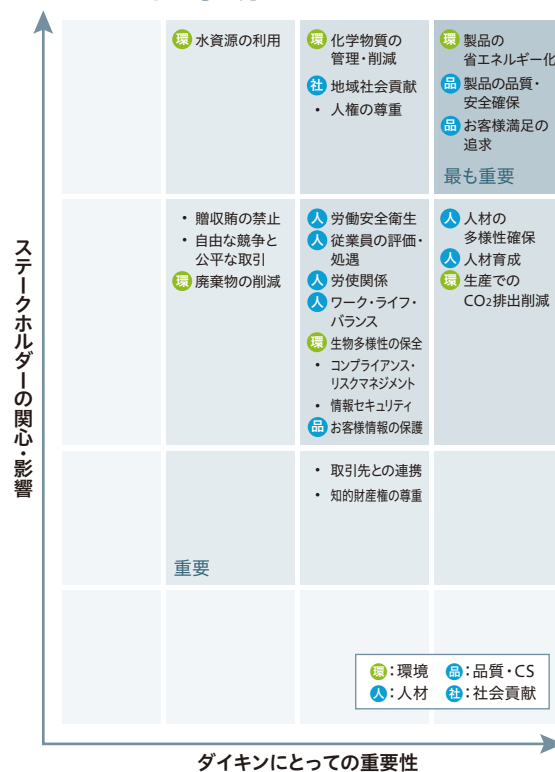 環 水資源の利用
環 化学物質の
管理・削減
社 地域社会貢献
・ 人権の尊重
環 製品の
省エネルギー化
品 製品の品質・
安全確保
品 お客様満足の
追求
最も重要
・ 贈収賄の禁止
・ 自由な競争と
公平な取引
環 廃棄物の削減
人 労働安全衛生
人 従業員の評価・
処遇
人 労使関係
人 ワーク・ライフ・
バランス
環 生物多様性の保全
・ コンプライアンス・
リスクマネジメント
・ 情報セキュリティ
品 お客様情報の保護
人 人材の
多様性確保
人 人材育成
環 生産での
CO2排出削減
・ 取引先との連携
・ 知的財産権の尊重
重要
環:環境 品:品質・CS
人:人材 社:社会貢献
ステークホルダーの関心・影響
ダイキンにとっての重要性